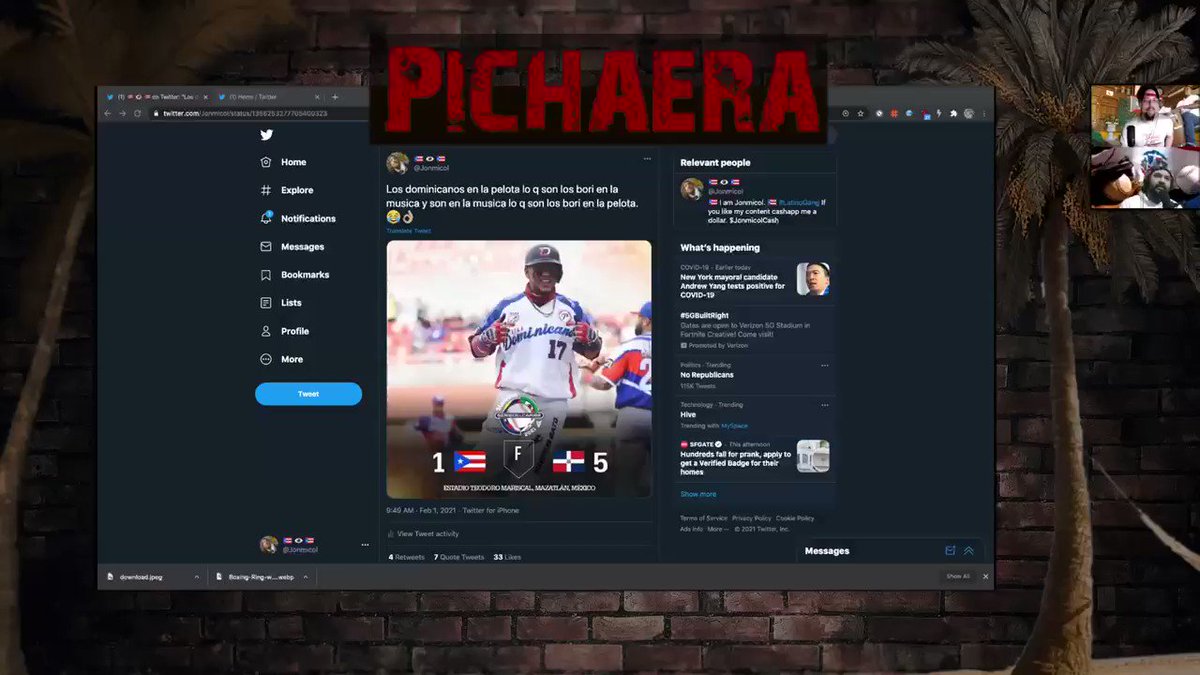 PICHAERA
(1) Home / Twitter
twitter.com/Jonmicol/status/1356253277705400323
Home
Explore
Notifications
Messages
Bookmarks
Lists
Profile
More
Tweet
@Jonmicol
@Jonmicol
Los dominicanos en la pelota lo q son los bori en la
musica y son en la musica lo q son los bori en la pelota.
Translate Tweet
Dominicana
17
1 F 5
ESTADIO TEODORO MARISCAL, MAZATLÁN, MÉXICO
9:49 AM · Feb 1, 2021 · Twitter for iPhone
View Tweet activity
4 Retweets 7 Quote Tweets 33 Likes
Relevant people
@Jonmicol
I am Jonmicol. #LatinoGang If
you like my content cashapp me a
dollar. $JonmicolCash
What's happening
COVID-19 · Earlier today
New York mayoral candidate
Andrew Yang tests positive for
COVID-19
#5GBuiltRight
Gates are open to Verizon 5G Stadium in
Fortnite Creative! Come visit!
Promoted by Verizon
Politics · Trending
No Republicans
115K Tweets
Technology · Trending
Hive
Trending with MySpace
SFGATE · This afternoon
Hundreds fall for prank, apply to
get a Verified Badge for their
homes
Show more
Terms of Service Privacy Policy Cookie Policy
Ads info More © 2021 Twitter, Inc.
Messages
download.jpeg
Boxing-Ring-w....webp
Show All